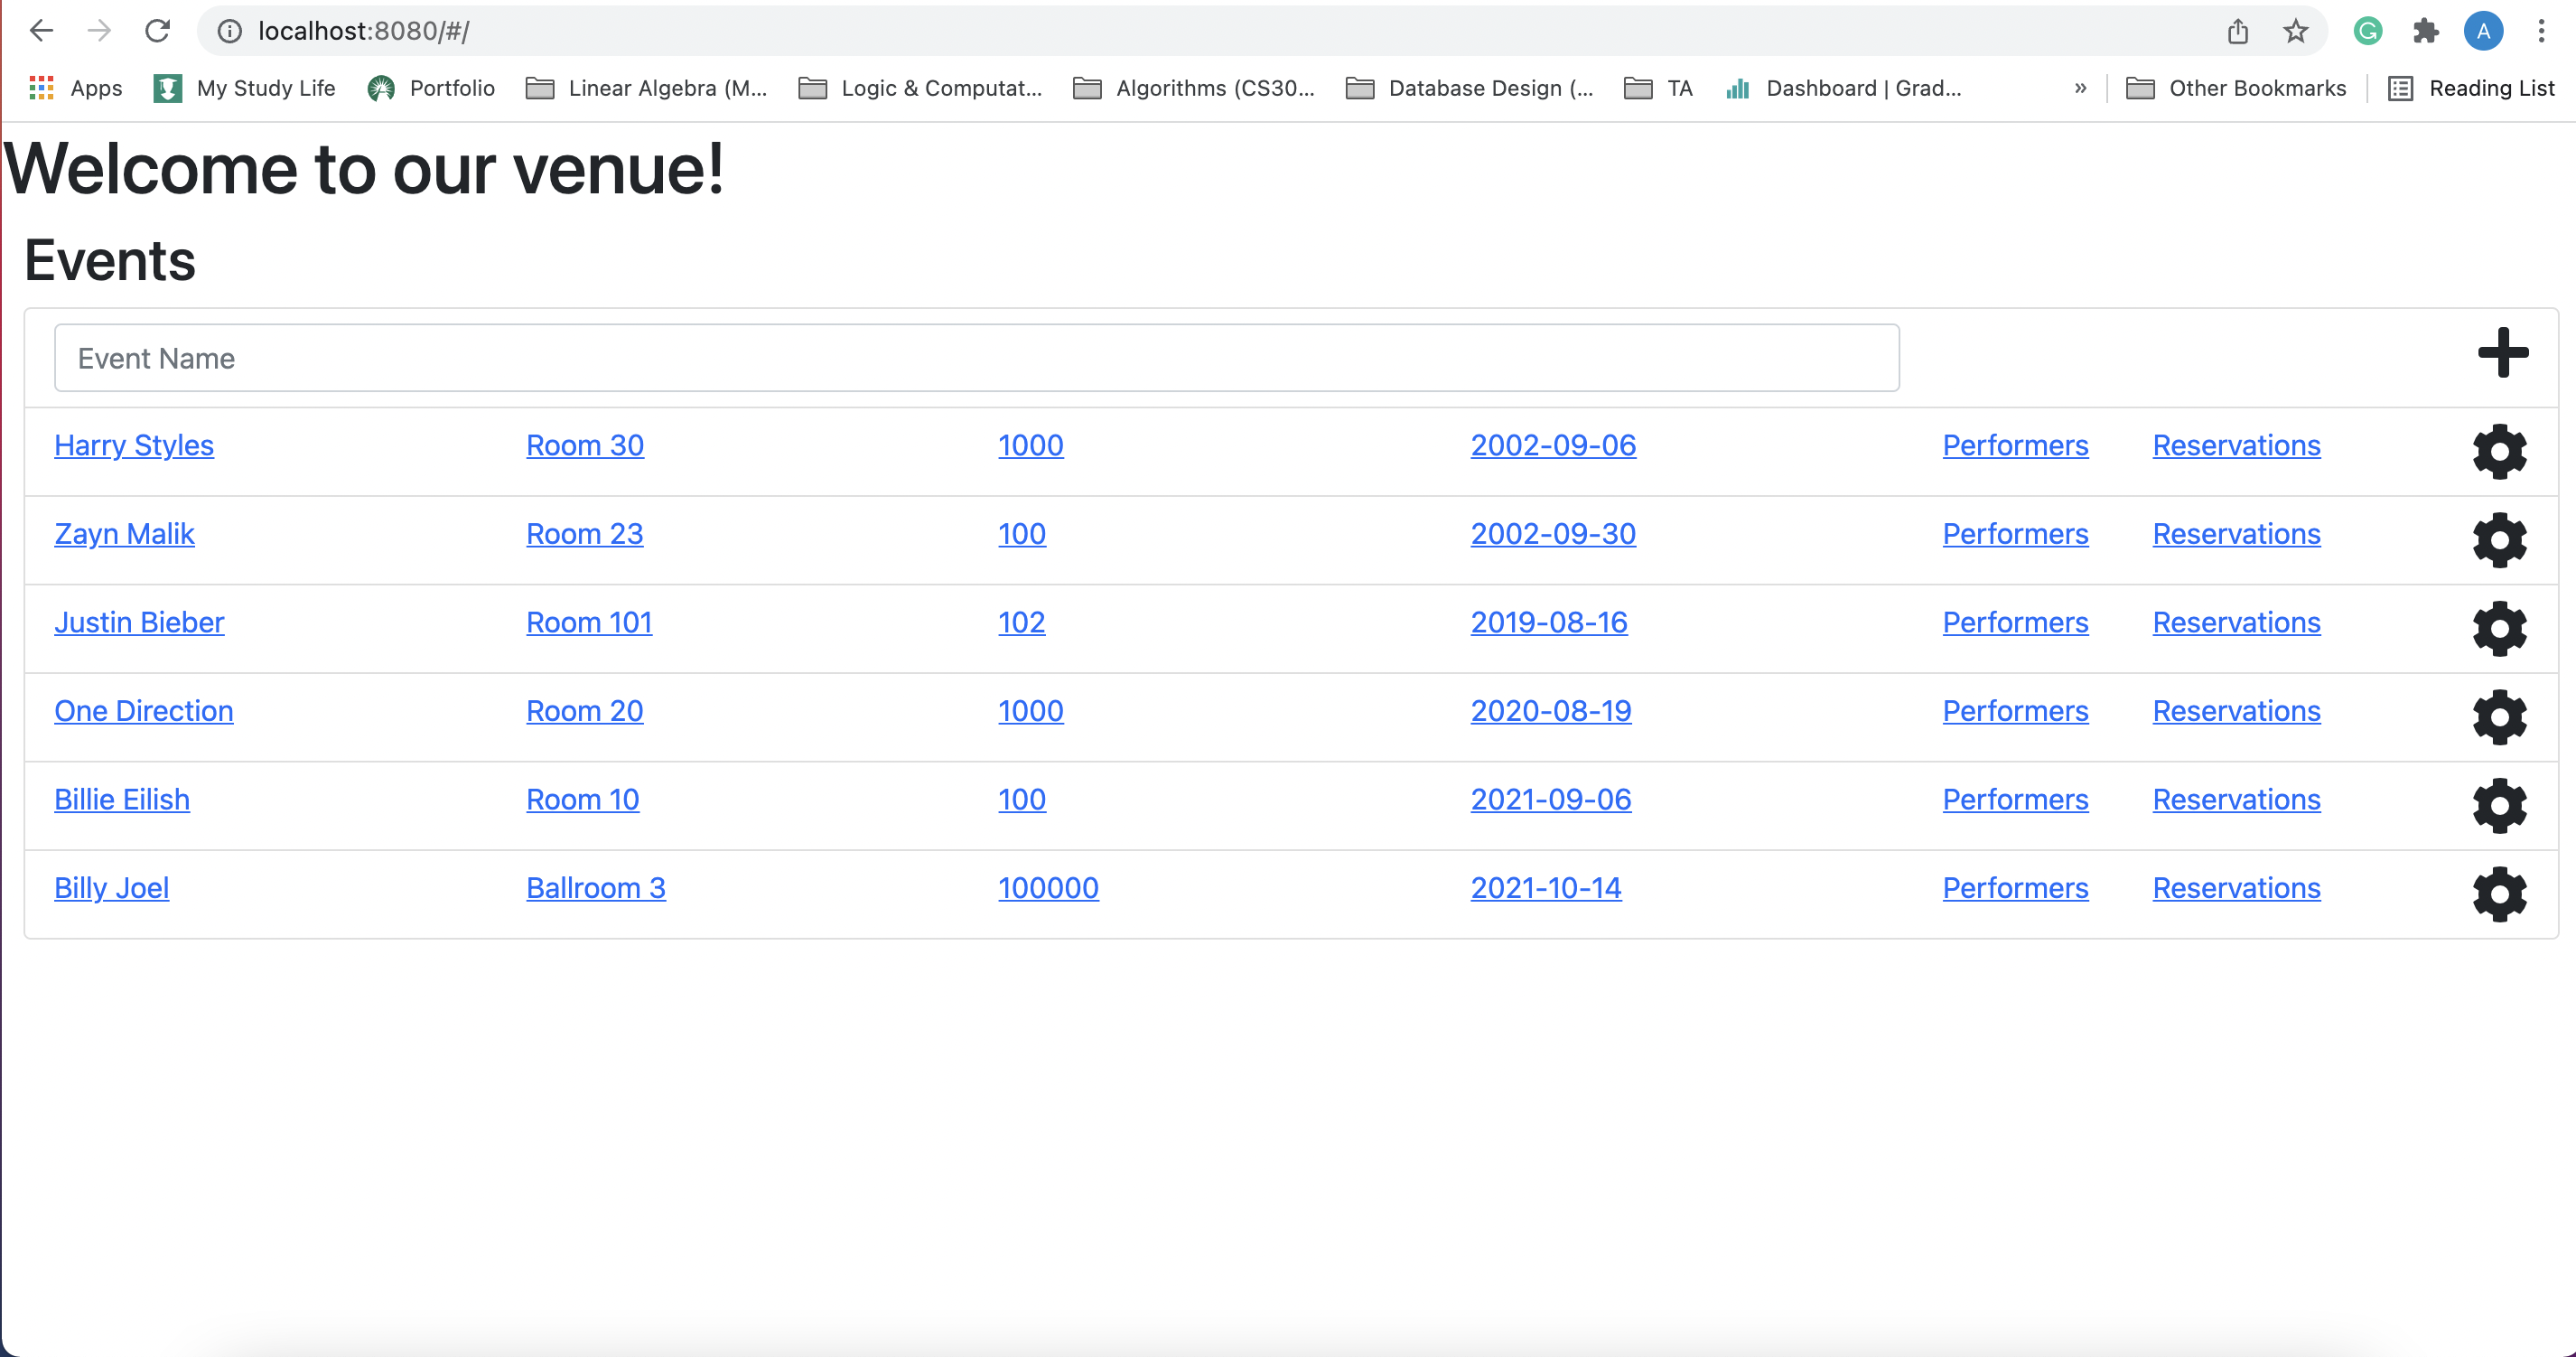 localhost:8080/#/
A
Apps My Study Life Portfolio Linear Algebra (M... Logic & Computat... Algorithms (CS30... Database Design (... TA Dashboard | Grad... » Other Bookmarks Reading List
Welcome to our venue!
Events
Event Name
Harry Styles Room 30 1000 2002-09-06 Performers Reservations
Zayn Malik Room 23 100 2002-09-30 Performers Reservations
Justin Bieber Room 101 102 2019-08-16 Performers Reservations
One Direction Room 20 1000 2020-08-19 Performers Reservations
Billie Eilish Room 10 100 2021-09-06 Performers Reservations
Billy Joel Ballroom 3 100000 2021-10-14 Performers Reservations